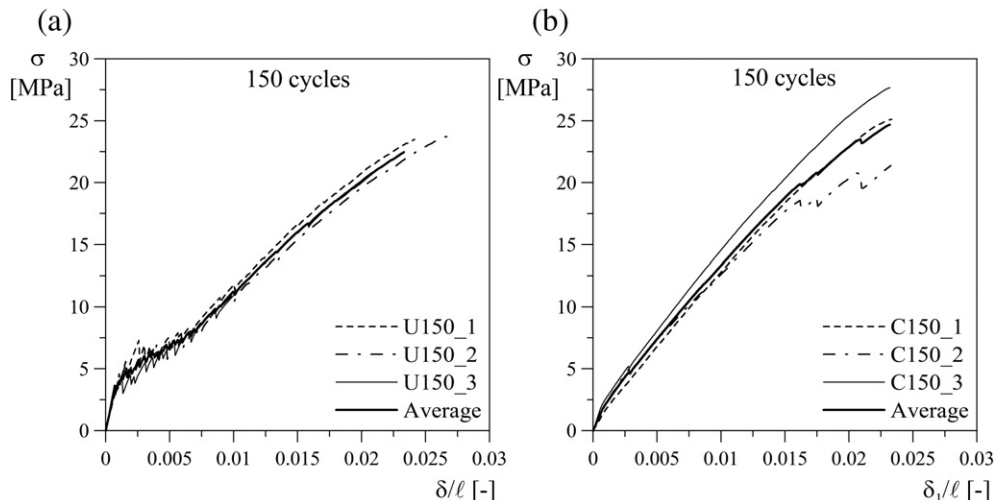 (a)
σ
[MPa]
150 cycles
30
25
20
15
10
5
0
U150_1
U150_2
U150_3
Average
0 0.005 0.01 0.015 0.02 0.025 0.03
δ/ℓ [-]
(b)
σ
[MPa]
150 cycles
30
25
20
15
10
5
0
C150_1
C150_2
C150_3
Average
0 0.005 0.01 0.015 0.02 0.025 0.03
δ₁/ℓ [-]